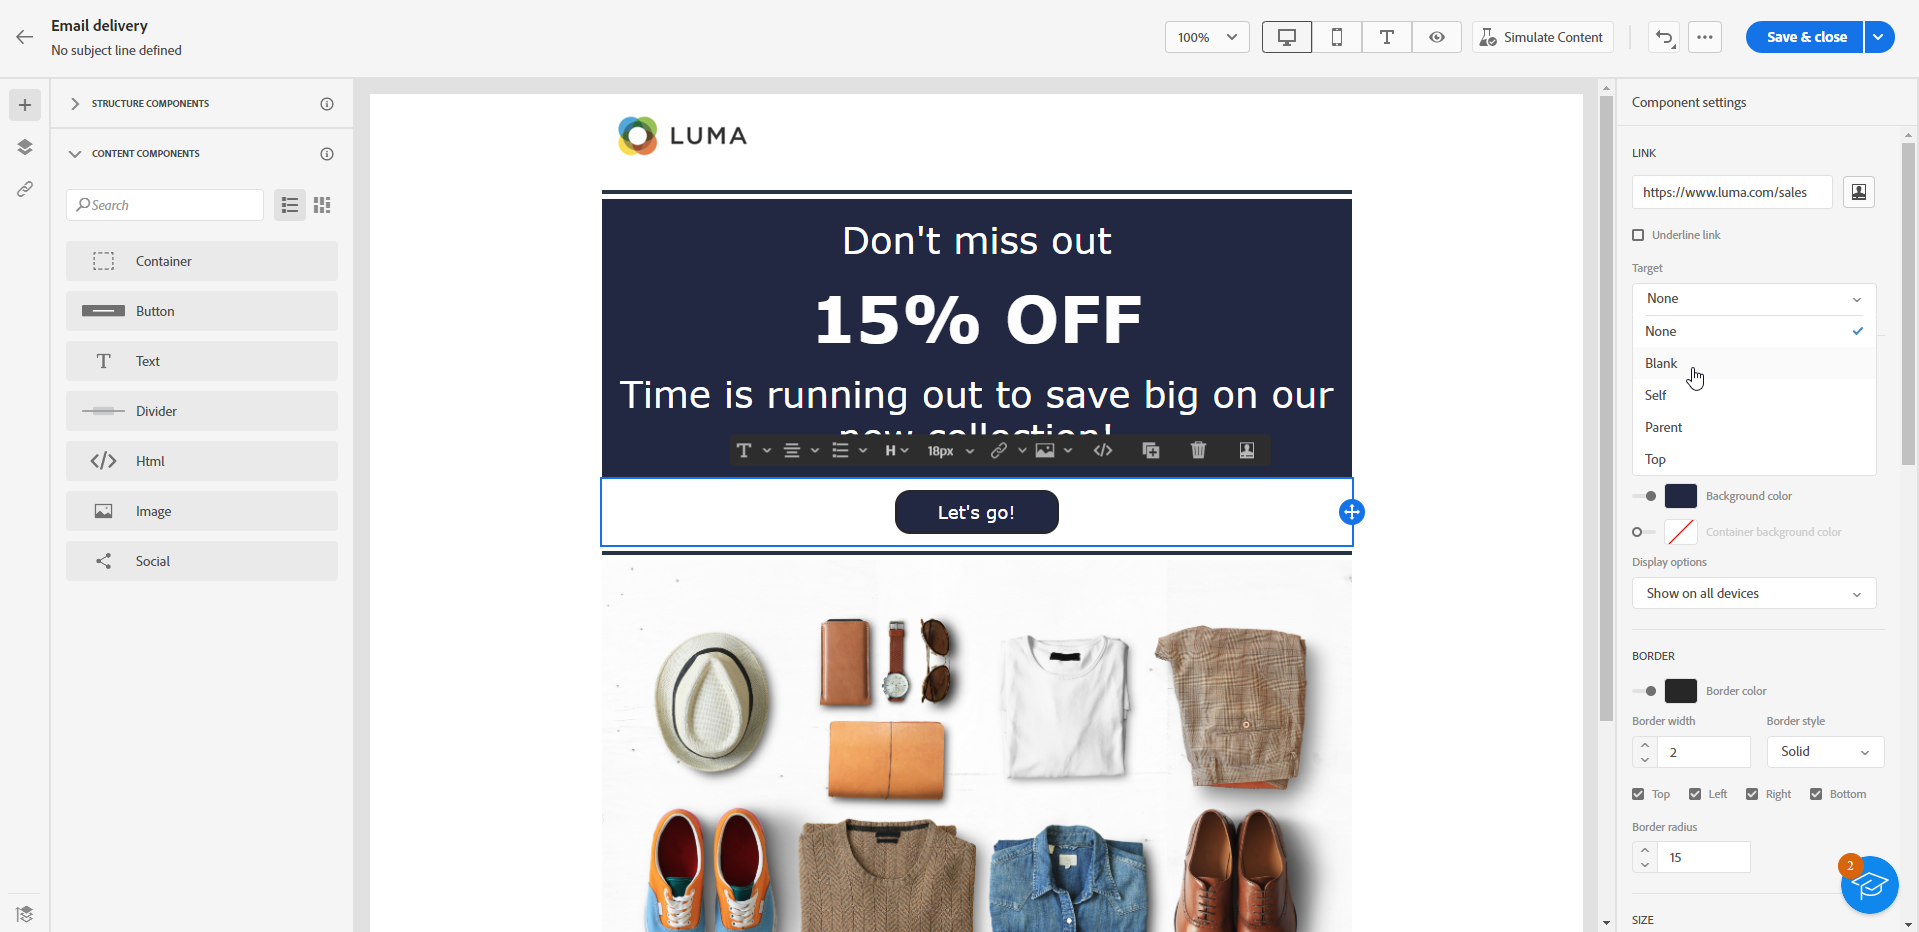 Email delivery
No subject line defined
100%
T
Simulate Content
Save & close
STRUCTURE COMPONENTS
CONTENT COMPONENTS
Search
Container
Button
T Text
Divider
</> Html
Image
Social
LUMA
Don't miss out
15% OFF
Time is running out to save big on our
new collection!
T
H
18px
</>
Let's go!
Component settings
LINK
https://www.luma.com/sales
Underline link
Target
None
None
Blank
Self
Parent
Top
Background color
Container background color
Display options
Show on all devices
BORDER
Border color
Border width Border style
2 Solid
Top Left Right Bottom
Border radius
15
2
SIZE